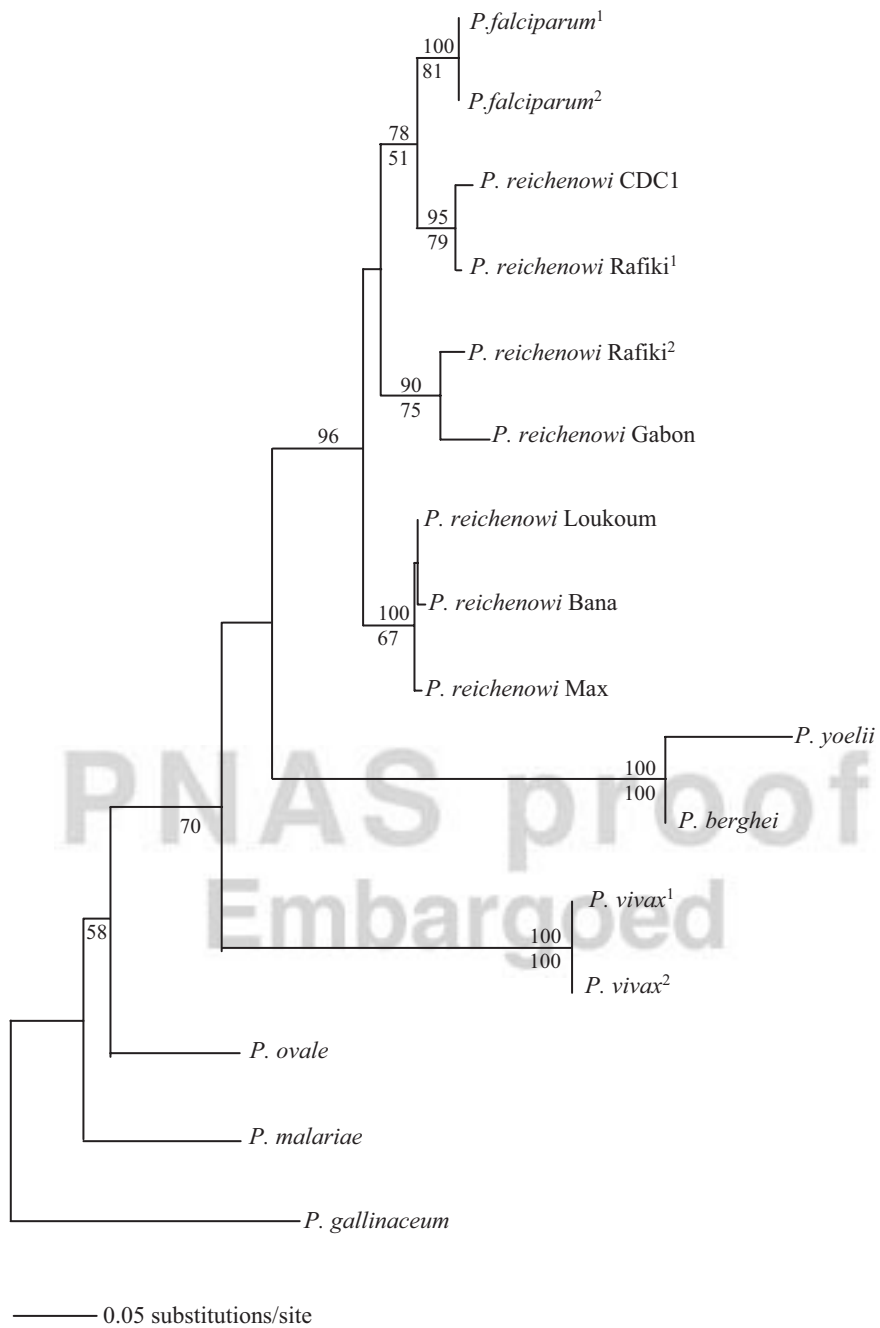 P.falciparum¹
100
81
P.falciparum²
78
51
P. reichenowi CDC1
95
79
P. reichenowi Rafiki¹
P. reichenowi Rafiki²
90
75
P. reichenowi Gabon
96
P. reichenowi Loukoum
P. reichenowi Bana
100
67
P. reichenowi Max
P. yoelii
PNAS proof
100
100
P. berghei
70
Embargoed
P. vivax¹
58
100
100
P. vivax²
P. ovale
P. malariae
P. gallinaceum
0.05 substitutions/site